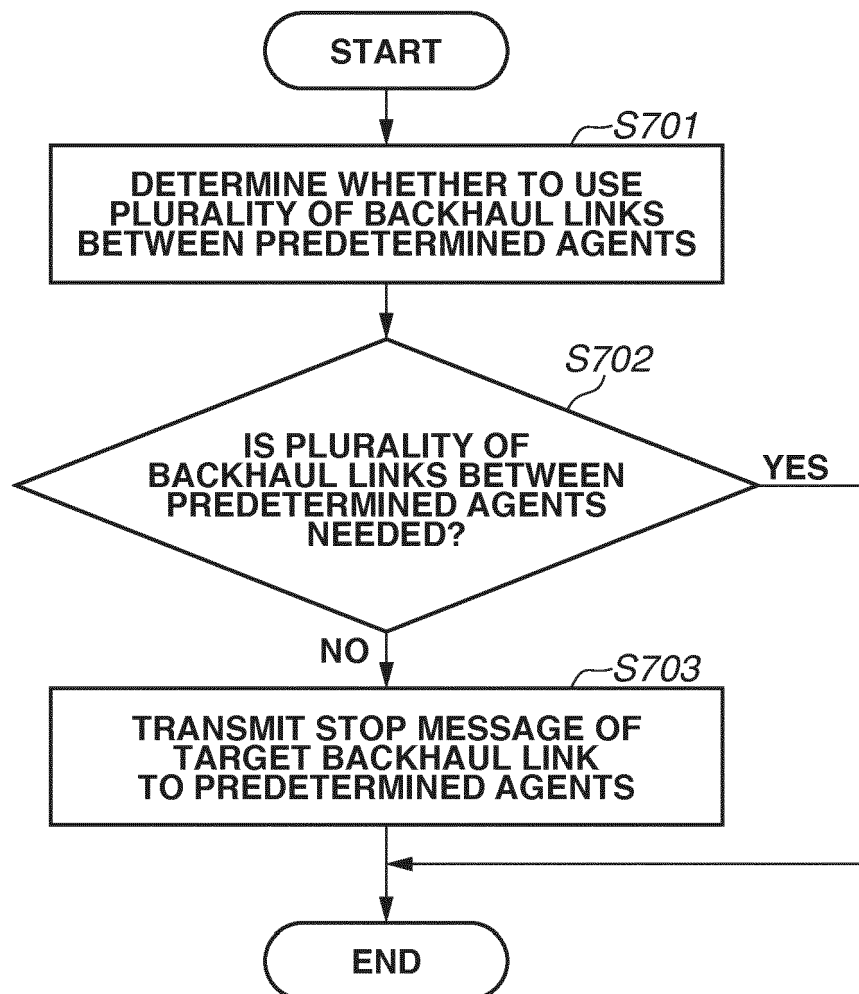 START
S701
DETERMINE WHETHER TO USE
PLURALITY OF BACKHAUL LINKS
BETWEEN PREDETERMINED AGENTS
S702
IS PLURALITY OF
BACKHAUL LINKS BETWEEN
PREDETERMINED AGENTS
NEEDED?
YES
NO
S703
TRANSMIT STOP MESSAGE OF
TARGET BACKHAUL LINK
TO PREDETERMINED AGENTS
END